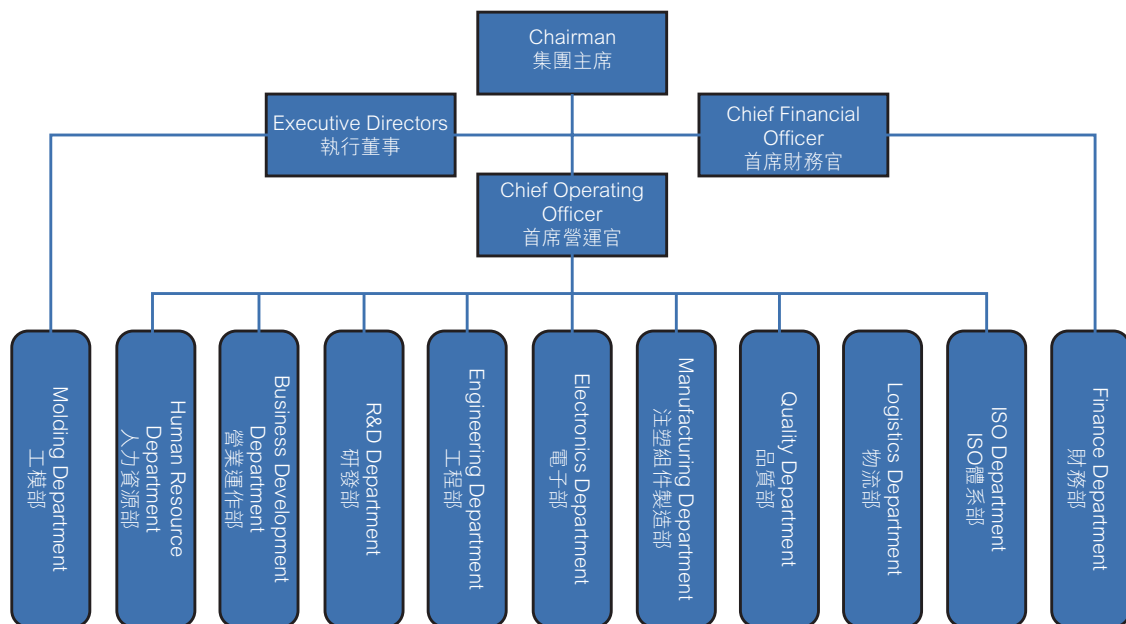 Chairman
集團主席
Executive Directors
執行董事
Chief Financial
Officer
首席財務官
Chief Operating
Officer
首席營運官
Molding Department
工模部
Human Resource
Department
人力資源部
Business Development
Department
營業運作部
R&D Department
研發部
Engineering Department
工程部
Electronics Department
電子部
Manufacturing Department
注塑組件製造部
Quality Department
品質部
Logistics Department
物流部
ISO Department
ISO體系部
Finance Department
財務部